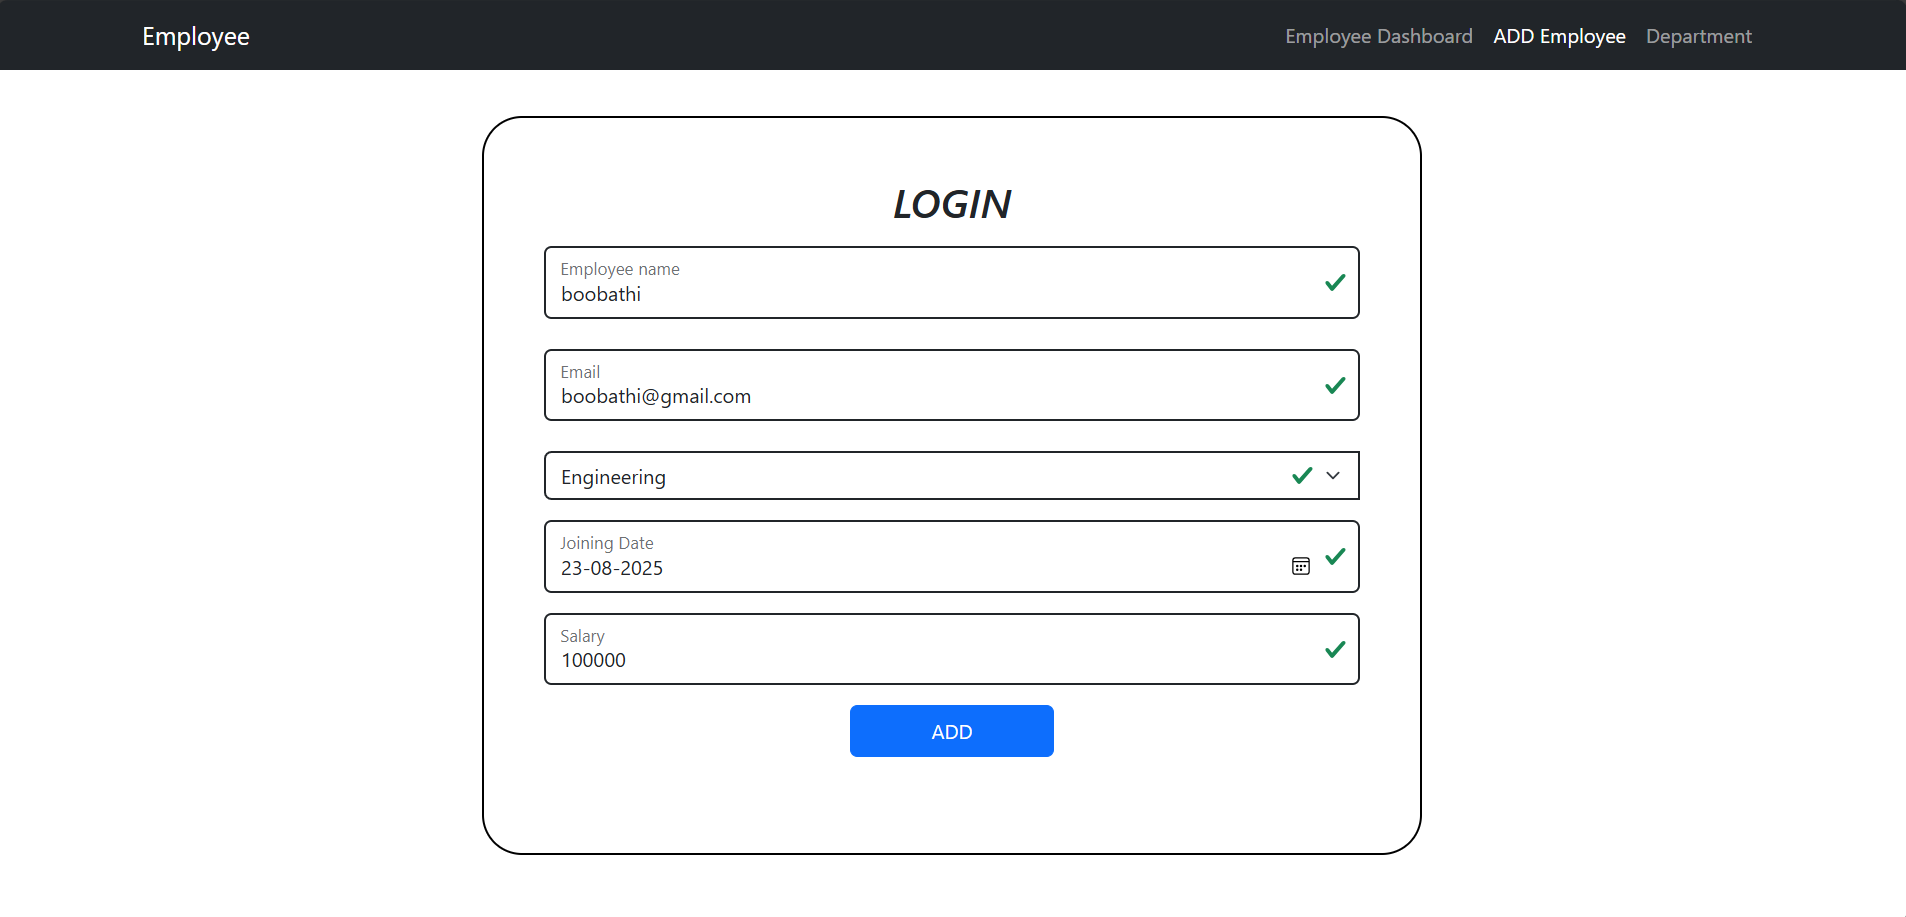 Employee
Employee Dashboard ADD Employee Department
LOGIN
Employee name
boobathi
Email
boobathi@gmail.com
Engineering
Joining Date
23-08-2025
Salary
100000
ADD